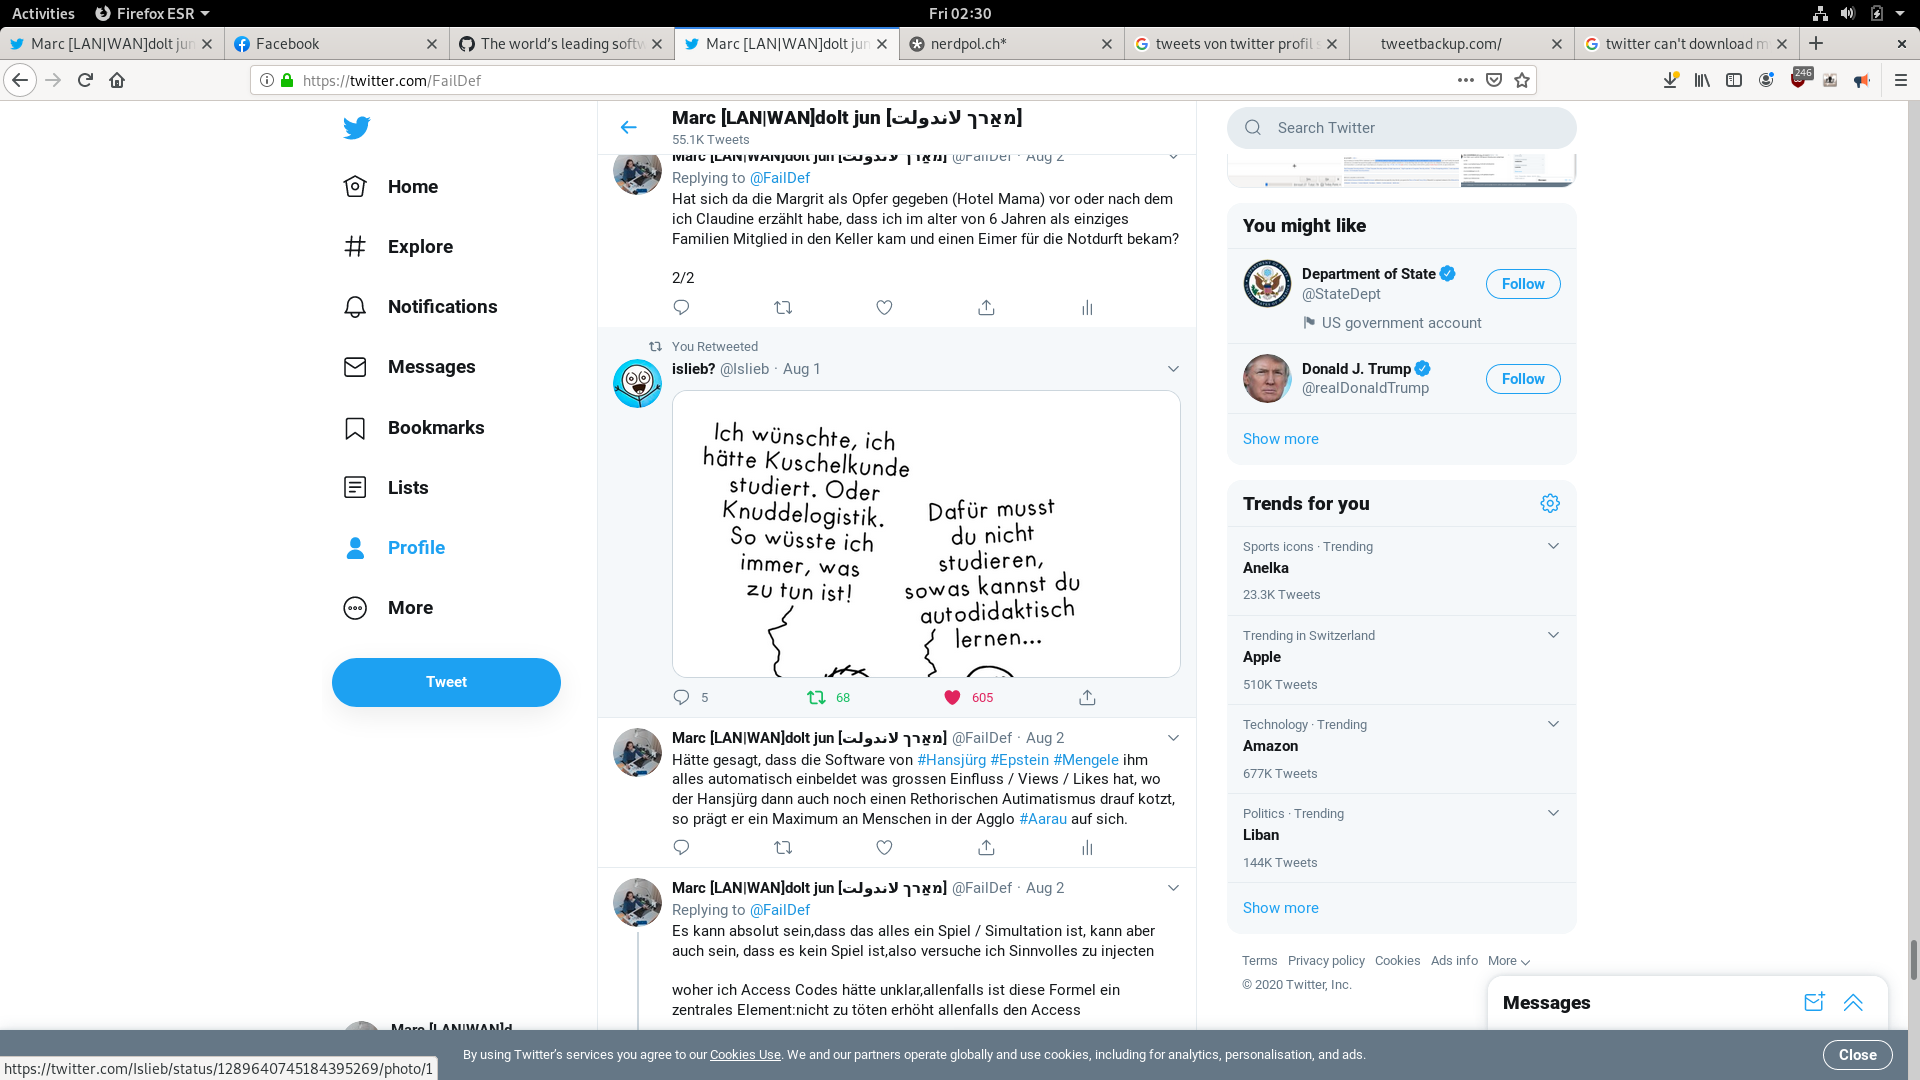 Activities
Firefox ESR
Fri 02:30
Marc [LAN|WAN]dolt jun
Facebook
The world's leading softw
Marc [LAN|WAN]dolt jun
nerdpol.ch*
tweets von twitter profil s
tweetbackup.com/
twitter can't download m
https://twitter.com/FailDef
246
Home
Explore
Notifications
Messages
Bookmarks
Lists
Profile
More
Tweet
Marc [LAN|WAN]d
Marc [LAN|WAN]dolt jun [מאַרך לאנדולת]
55.1K Tweets
Marc [LAN|WAN]dolt jun [מאַרך לאנדולת] @FailDef · Aug 2
Replying to @FailDef
Hat sich da die Margrit als Opfer gegeben (Hotel Mama) vor oder nach dem
ich Claudine erzählt habe, dass ich im alter von 6 Jahren als einziges
Familien Mitglied in den Keller kam und einen Eimer für die Notdurft bekam?
2/2
You Retweeted
islieb? @Islieb · Aug 1
Ich wünschte, ich
hätte Kuschelkunde
studiert. Oder
Knuddelogistik.
So wüsste ich
immer, was
zu tun ist!
Dafür musst
du nicht
studieren,
sowas kannst du
autodidaktisch
lernen...
5
68
605
Marc [LAN|WAN]dolt jun [מאַרך לאנדולת] @FailDef · Aug 2
Hätte gesagt, dass die Software von #Hansjürg #Epstein #Mengele ihm
alles automatisch einbeldet was grossen Einfluss / Views / Likes hat, wo
der Hansjürg dann auch noch einen Rethorischen Autimatismus drauf kotzt,
so prägt er ein Maximum an Menschen in der Agglo #Aarau auf sich.
Marc [LAN|WAN]dolt jun [מאַרך לאנדולת] @FailDef · Aug 2
Replying to @FailDef
Es kann absolut sein,dass das alles ein Spiel / Simultation ist, kann aber
auch sein, dass es kein Spiel ist,also versuche ich Sinnvolles zu injecten
woher ich Access Codes hätte unklar,allenfalls ist diese Formel ein
zentrales Element:nicht zu töten erhöht allenfalls den Access
Search Twitter
You might like
Department of State
@StateDept
US government account
Follow
Donald J. Trump
@realDonaldTrump
Follow
Show more
Trends for you
Sports icons · Trending
Anelka
23.3K Tweets
Trending in Switzerland
Apple
510K Tweets
Technology · Trending
Amazon
677K Tweets
Politics · Trending
Liban
144K Tweets
Show more
Terms Privacy policy Cookies Ads info More
© 2020 Twitter, Inc.
Messages
By using Twitter's services you agree to our Cookies Use. We and our partners operate globally and use cookies, including for analytics, personalisation, and ads.
Close
https://twitter.com/Islieb/status/1289640745184395269/photo/1